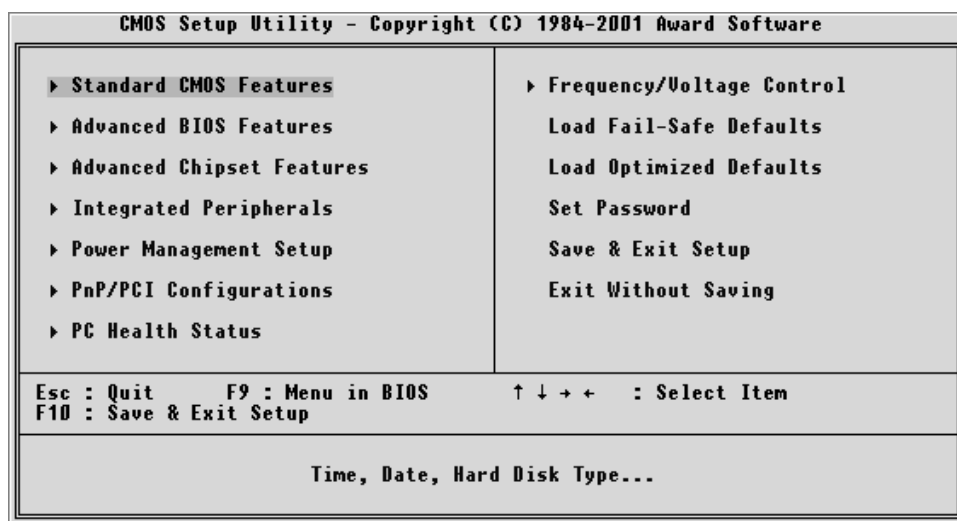 CMOS Setup Utility - Copyright (C) 1984-2001 Award Software
▸ Standard CMOS Features
▸ Advanced BIOS Features
▸ Advanced Chipset Features
▸ Integrated Peripherals
▸ Power Management Setup
▸ PnP/PCI Configurations
▸ PC Health Status
▸ Frequency/Voltage Control
Load Fail-Safe Defaults
Load Optimized Defaults
Set Password
Save & Exit Setup
Exit Without Saving
Esc : Quit F9 : Menu in BIOS ↑ ↓ → ← : Select Item
F10 : Save & Exit Setup
Time, Date, Hard Disk Type...